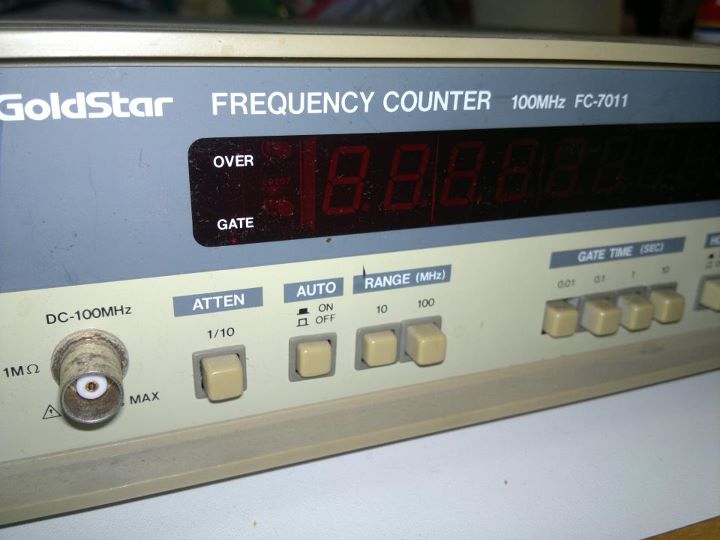 GoldStar FREQUENCY COUNTER 100MHz FC-7011
OVER
GATE
DC-100MHz
1MΩ
MAX
ATTEN
1/10
AUTO
ON
OFF
RANGE (MHz)
10 100
GATE TIME (SEC)
0.01 0.1 1 10